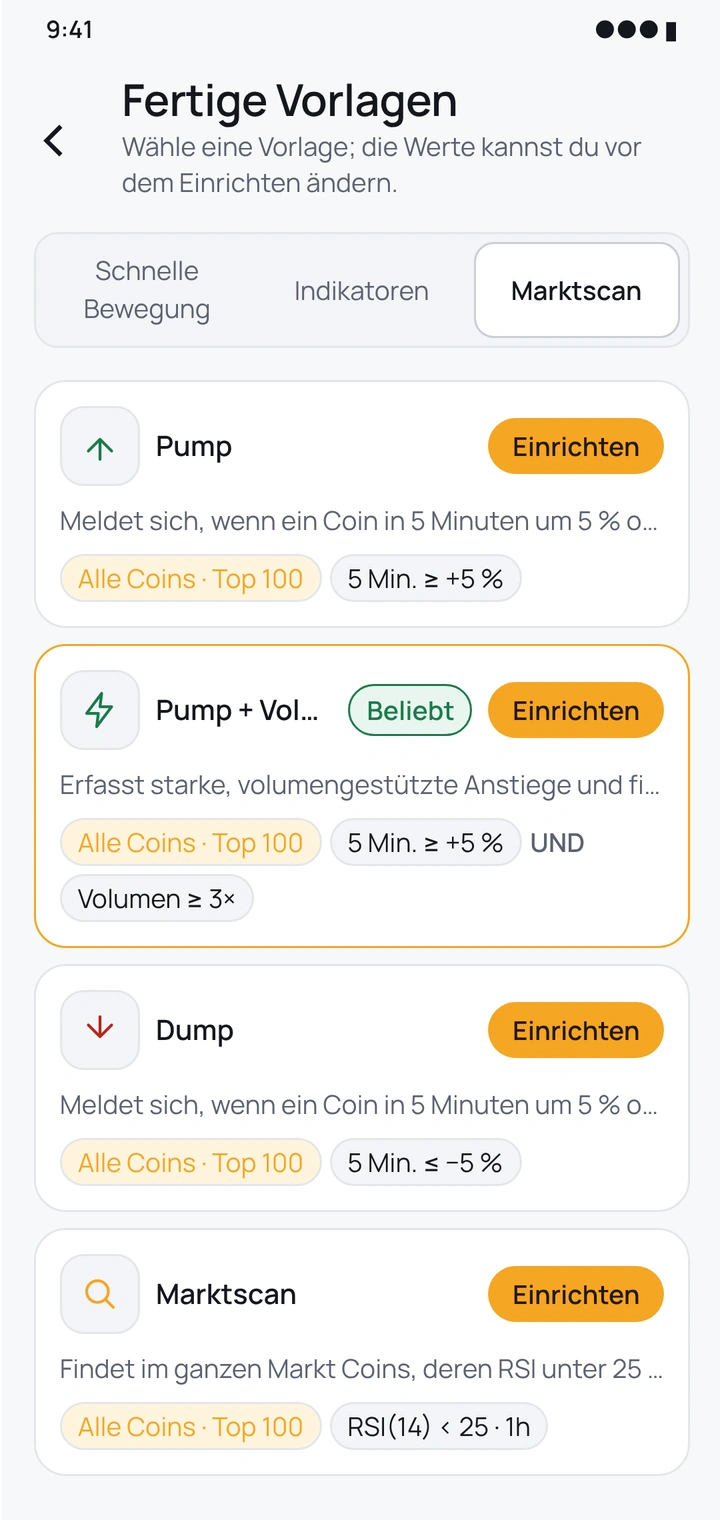 9:41
Fertige Vorlagen
Wähle eine Vorlage; die Werte kannst du vor
dem Einrichten ändern.
Schnelle
Bewegung
Indikatoren
Marktscan
Pump
Einrichten
Meldet sich, wenn ein Coin in 5 Minuten um 5 % o…
Alle Coins · Top 100
5 Min. ≥ +5 %
Pump + Vol…
Beliebt
Einrichten
Erfasst starke, volumengestützte Anstiege und fi…
Alle Coins · Top 100
5 Min. ≥ +5 %
UND
Volumen ≥ 3×
Dump
Einrichten
Meldet sich, wenn ein Coin in 5 Minuten um 5 % o…
Alle Coins · Top 100
5 Min. ≤ −5 %
Marktscan
Einrichten
Findet im ganzen Markt Coins, deren RSI unter 25 …
Alle Coins · Top 100
RSI(14) < 25 · 1h